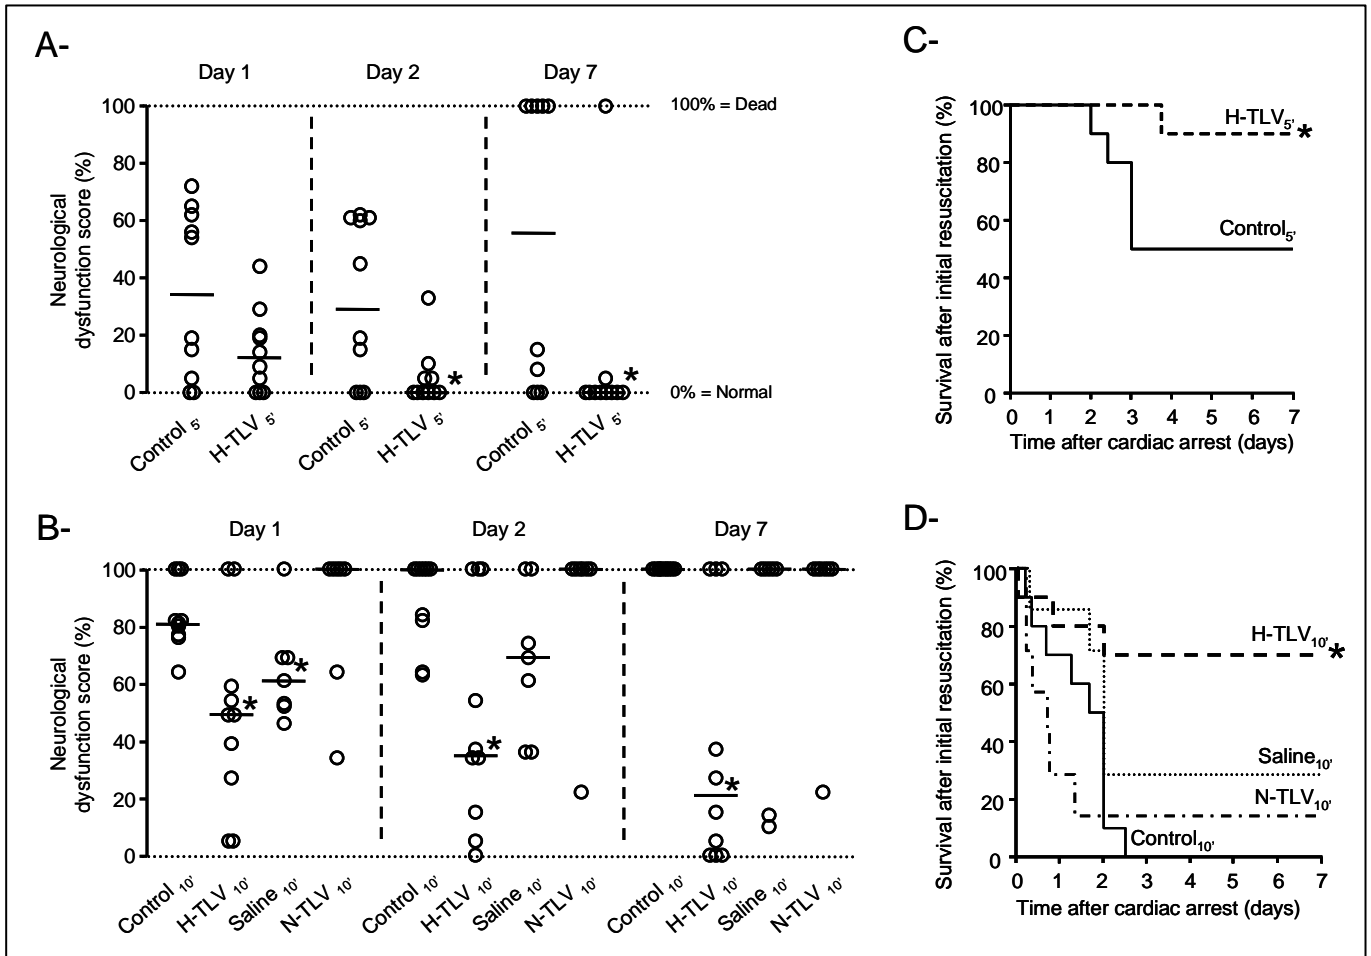 A-
Day 1 Day 2 Day 7
100 100% = Dead
80
60
40
20
0 0% = Normal
Neurological
dysfunction score (%)
Control 5' H-TLV 5' Control 5' H-TLV 5' Control 5' H-TLV 5'
* *
C-
Survival after initial resuscitation (%)
100
80
60
40
20
0
H-TLV5' *
Control5'
0 1 2 3 4 5 6 7
Time after cardiac arrest (days)
B-
Day 1 Day 2 Day 7
100
80
60
40
20
0
Neurological
dysfunction score (%)
* * * *
Control 10' H-TLV 10' Saline 10' N-TLV 10' Control 10' H-TLV 10' Saline 10' N-TLV 10' Control 10' H-TLV 10' Saline 10' N-TLV 10'
D-
Survival after initial resuscitation (%)
100
80
60
40
20
0
H-TLV10' *
Saline10'
N-TLV10'
Control10'
0 1 2 3 4 5 6 7
Time after cardiac arrest (days)